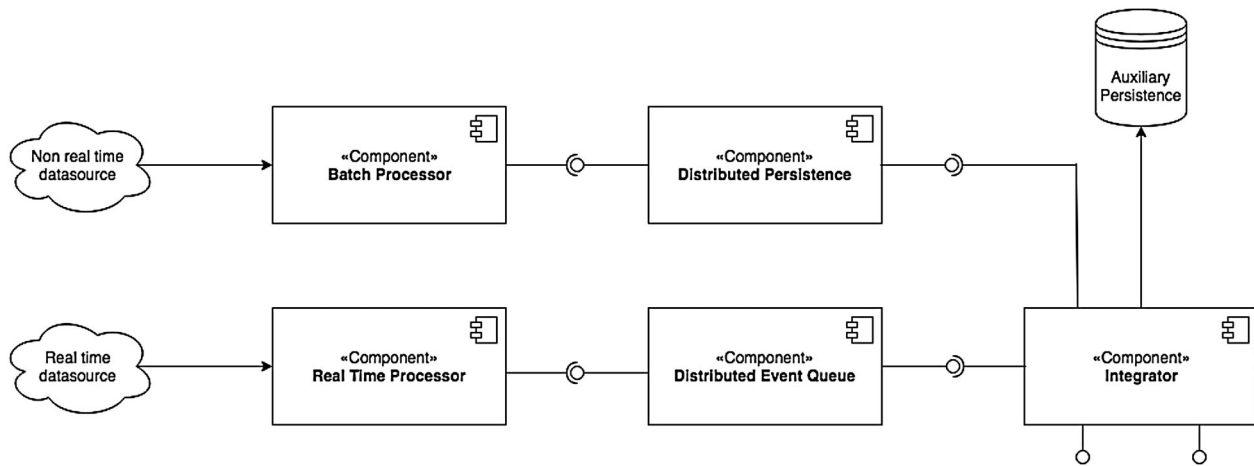 Auxiliary
Persistence
Non real time
datasource
«Component»
Batch Processor
«Component»
Distributed Persistence
Real time
datasource
«Component»
Real Time Processor
«Component»
Distributed Event Queue
«Component»
Integrator